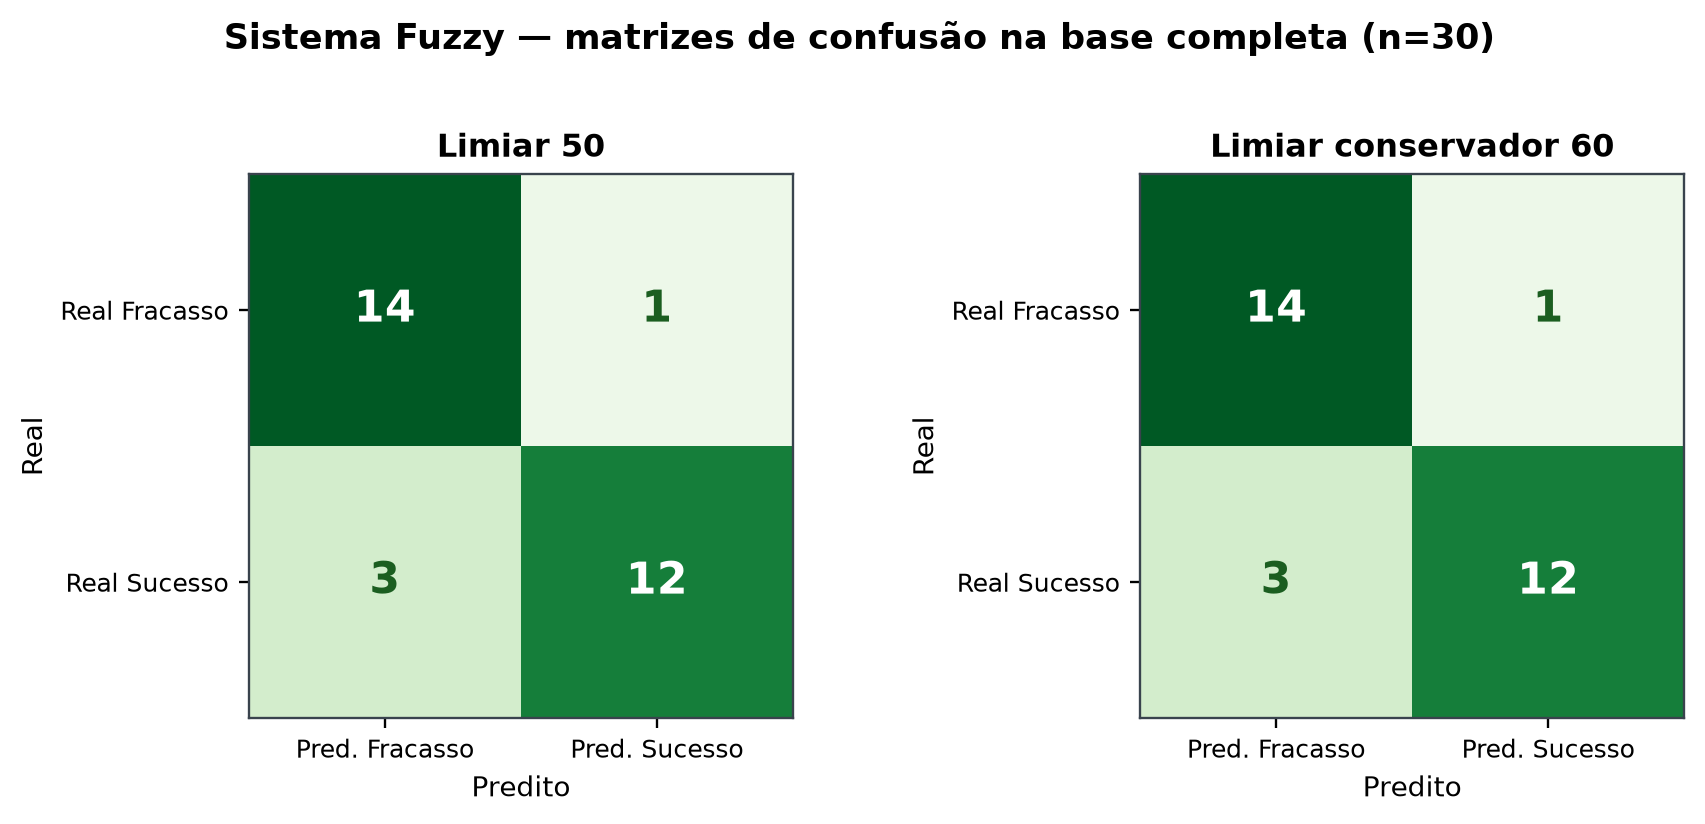 Sistema Fuzzy — matrizes de confusão na base completa (n=30)
Limiar 50
Real
Real Fracasso
14
1
Real Sucesso
3
12
Pred. Fracasso
Pred. Sucesso
Predito
Limiar conservador 60
Real
Real Fracasso
14
1
Real Sucesso
3
12
Pred. Fracasso
Pred. Sucesso
Predito